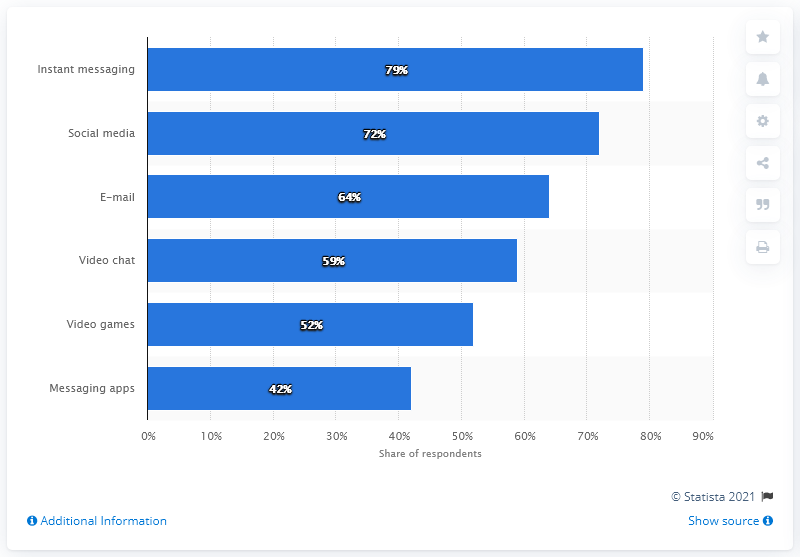 Instant messaging 79%
Social media 72%
E-mail 64%
Video chat 59%
Video games 52%
Messaging apps 42%
0% 10% 20% 30% 40% 50% 60% 70% 80% 90%
Share of respondents
© Statista 2021
Additional Information Show source